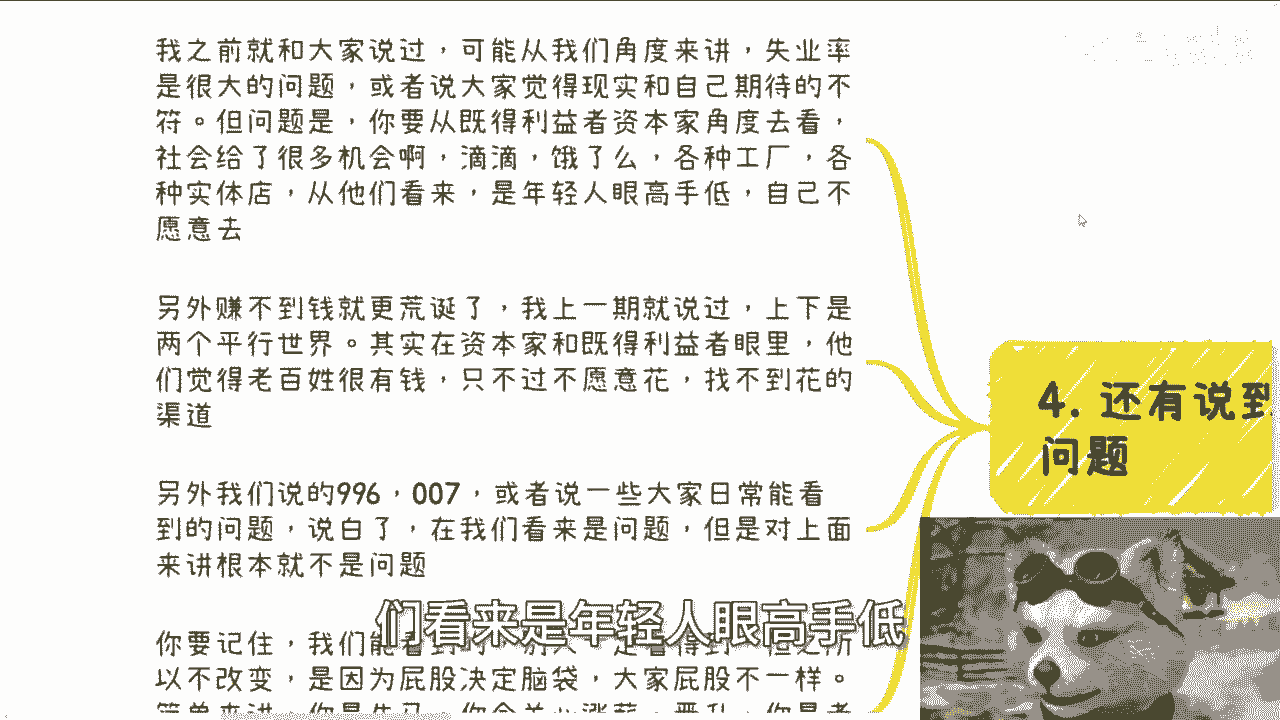 我之前就和大家说过，可能从我们角度来讲，失业率
是很大的问题，或者说大家觉得现实和自己期待的不
符。但问题是，你要从既得利益者资本家角度去看，
社会给了很多机会啊，滴滴，饿了么，各种工厂，各
种实体店，从他们看来，是年轻人眼高手低，自己不
愿意去
另外赚不到钱就更荒诞了，我上一期就说过，上下是
两个平行世界。其实在资本家和既得利益者眼里，他
们觉得老百姓很有钱，只不过不愿意花，找不到花的
渠道
另外我们说的996，007，或者说一些大家日常能看
到的问题，说白了，在我们看来是问题，但是对上面
来讲根本就不是问题
你要记住，我们能
以不改变，是因为屁股决定脑袋，大家屁股不一样。
4. 还有说到
问题
们看来是年轻人眼高手低